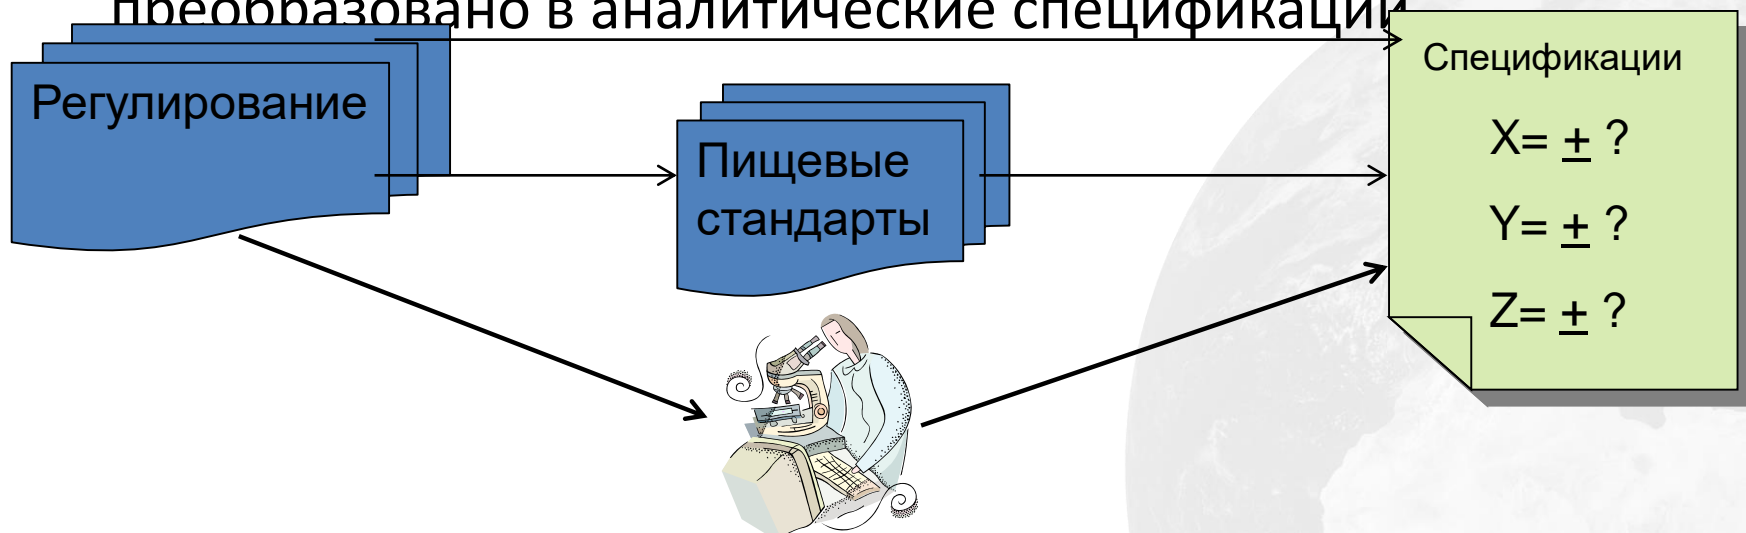 преобразовано в аналитические спецификации
Регулирование
Пищевые
стандарты
Спецификации
X= ± ?
Y= ± ?
Z= ± ?